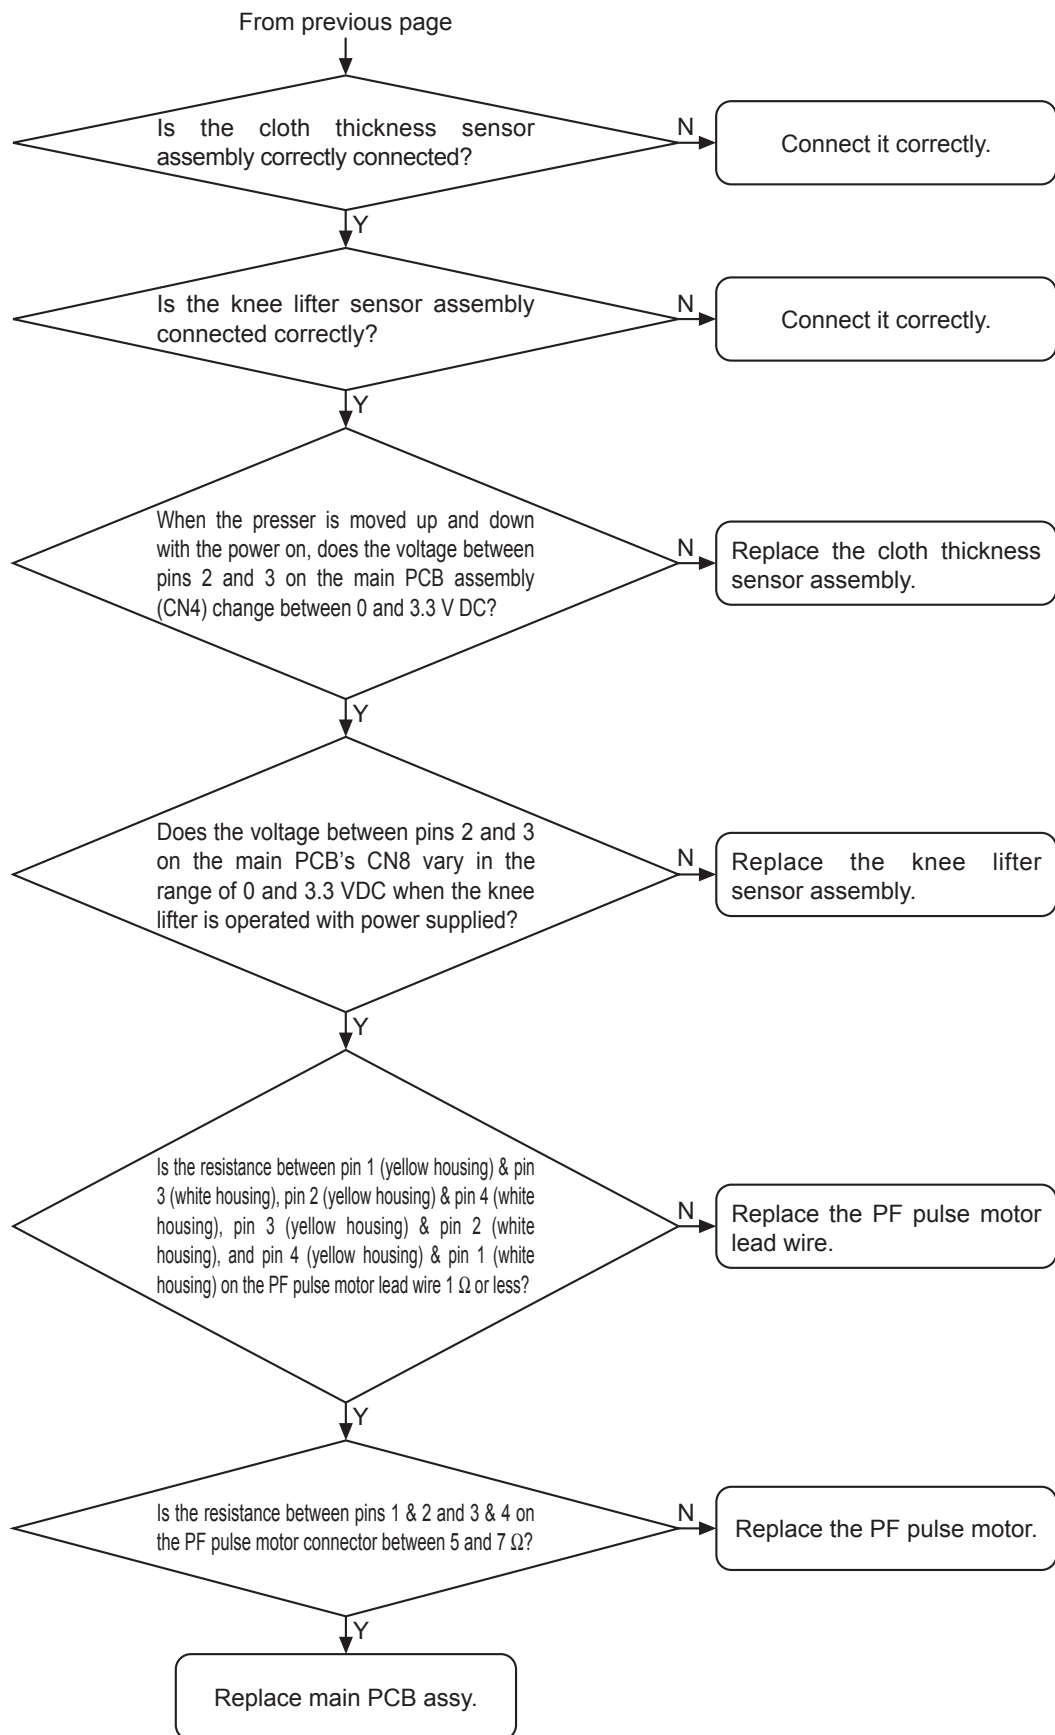 From previous page
Is the cloth thickness sensor
assembly correctly connected?
N
Connect it correctly.
Y
Is the knee lifter sensor assembly
connected correctly?
N
Connect it correctly.
Y
When the presser is moved up and down
with the power on, does the voltage between
pins 2 and 3 on the main PCB assembly
(CN4) change between 0 and 3.3 V DC?
N
Replace the cloth thickness
sensor assembly.
Y
Does the voltage between pins 2 and 3
on the main PCB’s CN8 vary in the
range of 0 and 3.3 VDC when the knee
lifter is operated with power supplied?
N
Replace the knee lifter
sensor assembly.
Y
Is the resistance between pin 1 (yellow housing) & pin
3 (white housing), pin 2 (yellow housing) & pin 4 (white
housing), pin 3 (yellow housing) & pin 2 (white
housing), and pin 4 (yellow housing) & pin 1 (white
housing) on the PF pulse motor lead wire 1 Ω or less?
N
Replace the PF pulse motor
lead wire.
Y
Is the resistance between pins 1 & 2 and 3 & 4 on
the PF pulse motor connector between 5 and 7 Ω?
N
Replace the PF pulse motor.
Y
Replace main PCB assy.